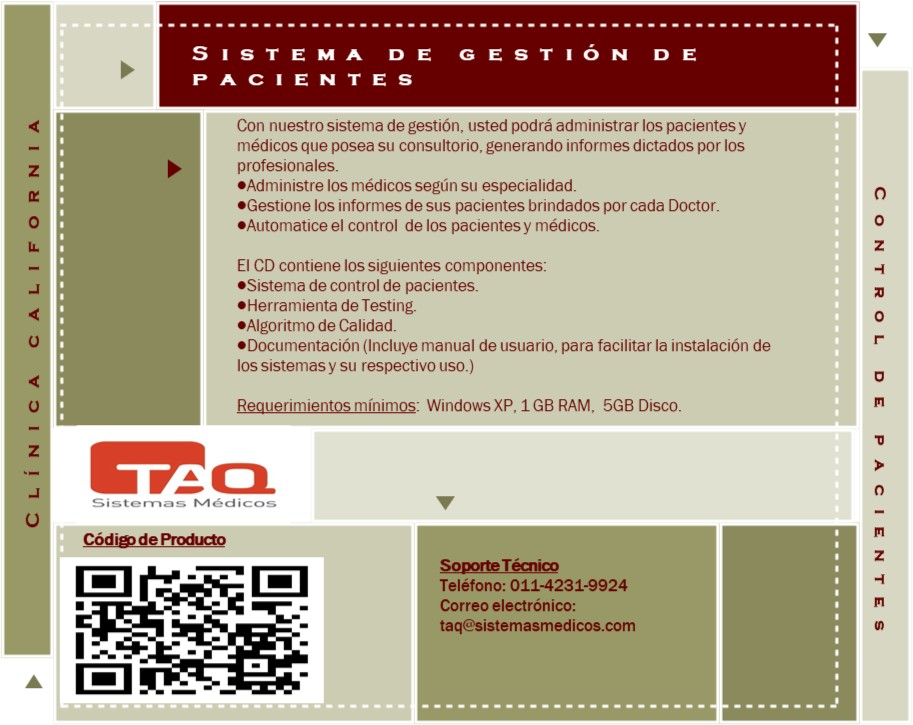 SISTEMA DE GESTIÓN DE
PACIENTES
CLÍNICA CALIFORNIA
Con nuestro sistema de gestión, usted podrá administrar los pacientes y
médicos que posea su consultorio, generando informes dictados por los
profesionales.
●Administre los médicos según su especialidad.
●Gestione los informes de sus pacientes brindados por cada Doctor.
●Automatice el control de los pacientes y médicos.
El CD contiene los siguientes componentes:
●Sistema de control de pacientes.
●Herramienta de Testing.
●Algoritmo de Calidad.
●Documentación (Incluye manual de usuario, para facilitar la instalación de
los sistemas y su respectivo uso.)
Requerimientos mínimos: Windows XP, 1 GB RAM, 5GB Disco.
CONTROL DE PACIENTES
TAQ
Sistemas Médicos
Código de Producto
Soporte Técnico
Teléfono: 011-4231-9924
Correo electrónico:
taq@sistemasmedicos.com